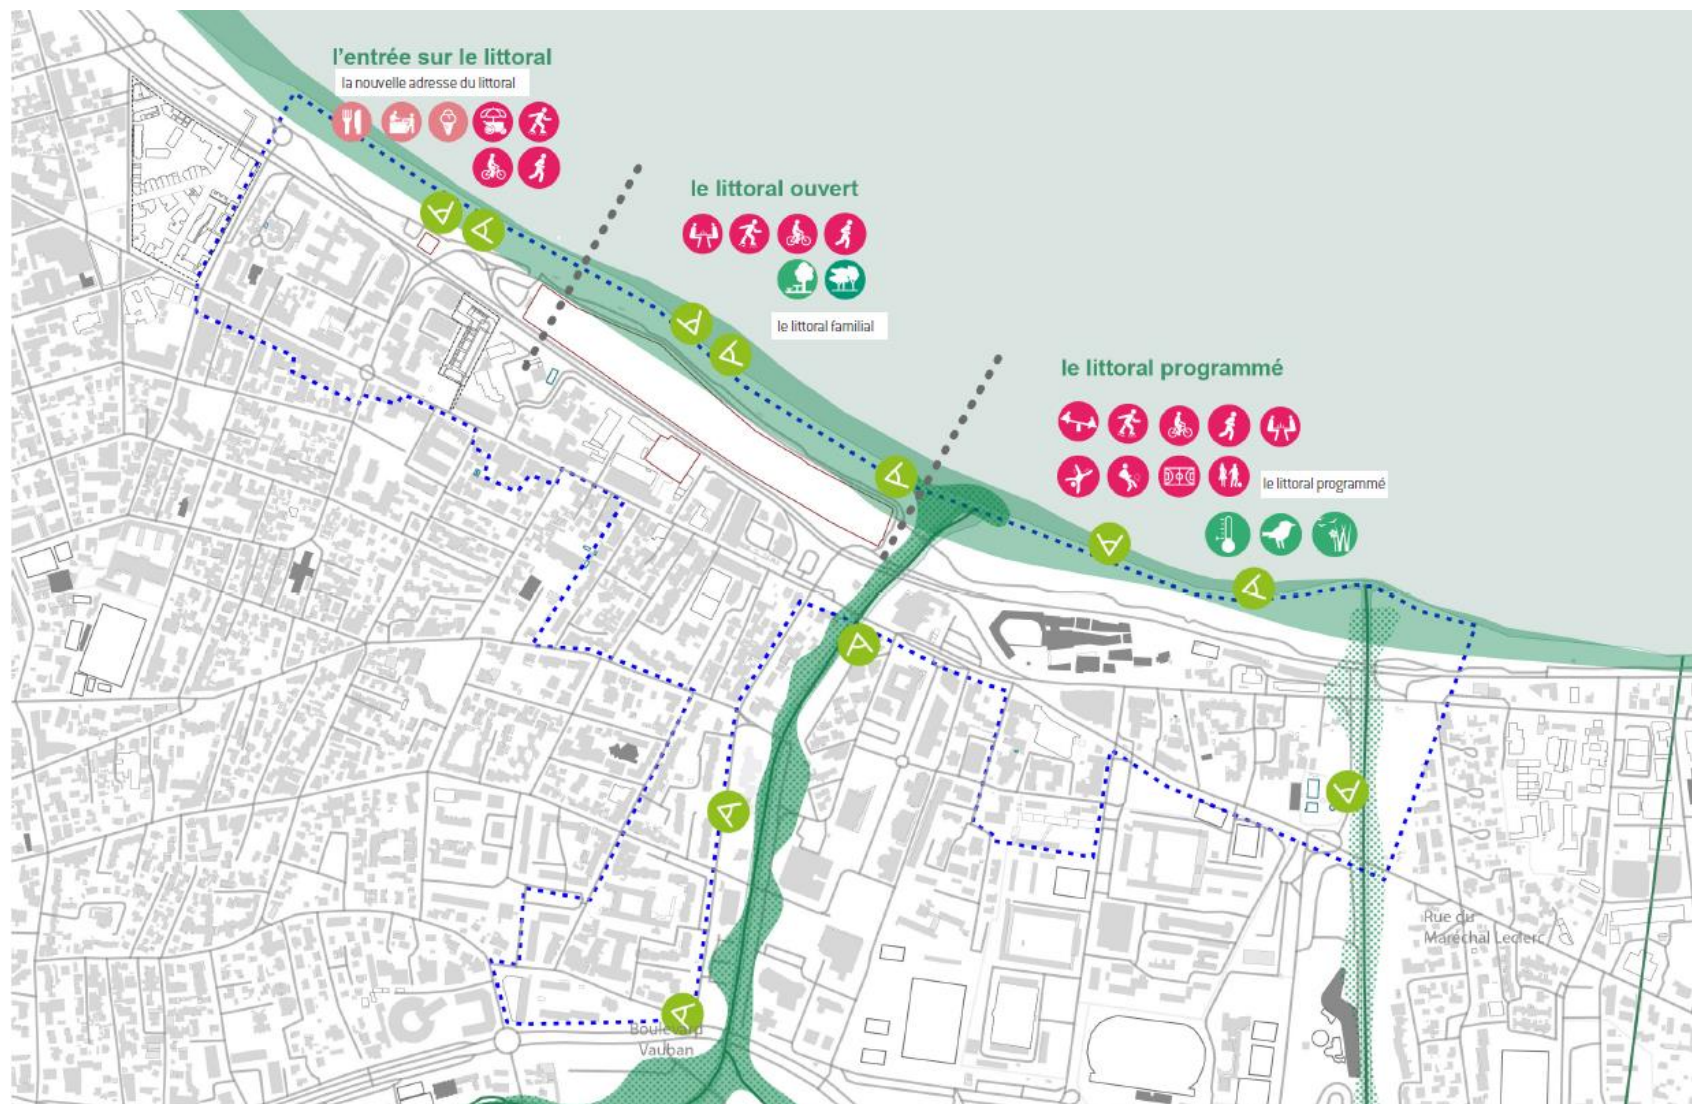 l'entrée sur le littoral
la nouvelle adresse du littoral
le littoral ouvert
le littoral familial
le littoral programmé
le littoral programmé
Rue du
Maréchal Leclerc
Boulevard
Vauban